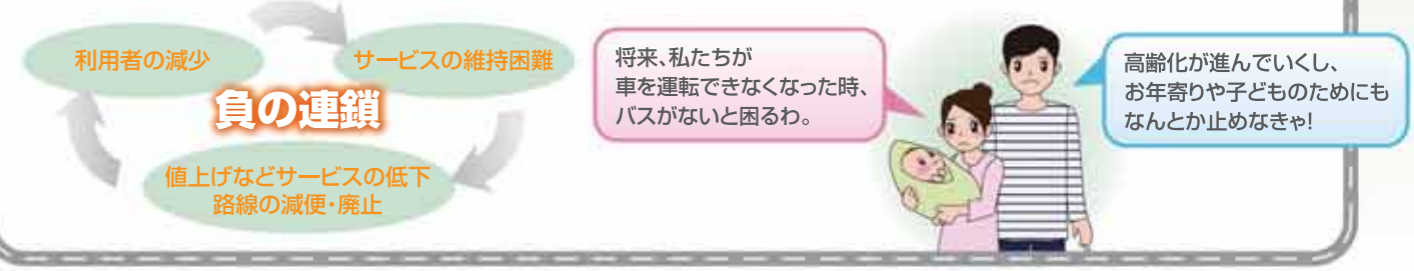 利用者の減少
サービスの維持困難
負の連鎖
値上げなどサービスの低下
路線の減便・廃止
将来、私たちが
車を運転できなくなった時、
バスがないと困るわ。
高齢化が進んでいくし、
お年寄りや子どものためにも
なんとか止めなきゃ!